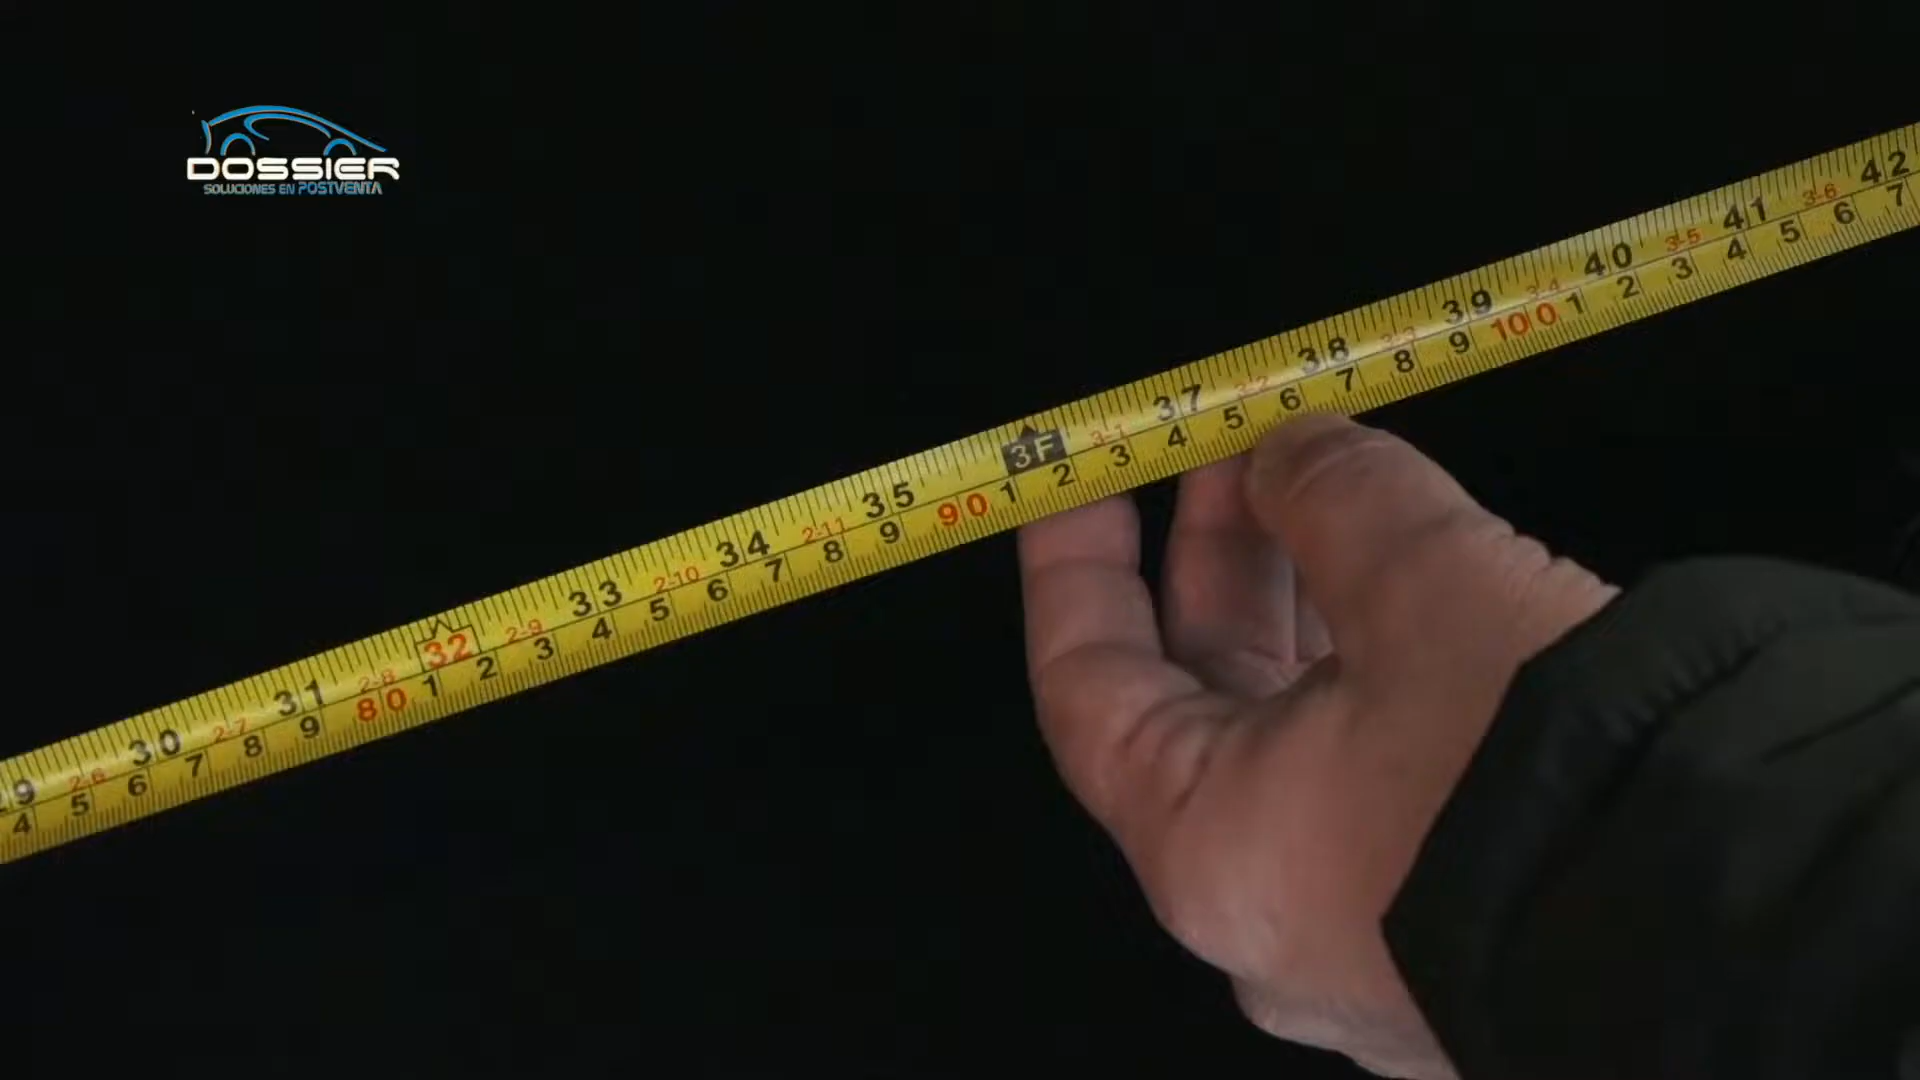 DOSSIER
SOLUCIONES EN POSTVENTA
29 2-6 30 2-7 31 2-8 32 2-9 33 2-10 34 2-11 35 3F 3-1 37 3-2 38 3-3 39 3-4 40 3-5 41 3-6 42
4 5 6 7 8 9 80 1 2 3 4 5 6 7 8 9 90 1 2 3 4 5 6 7 8 9 100 1 2 3 4 5 6 7